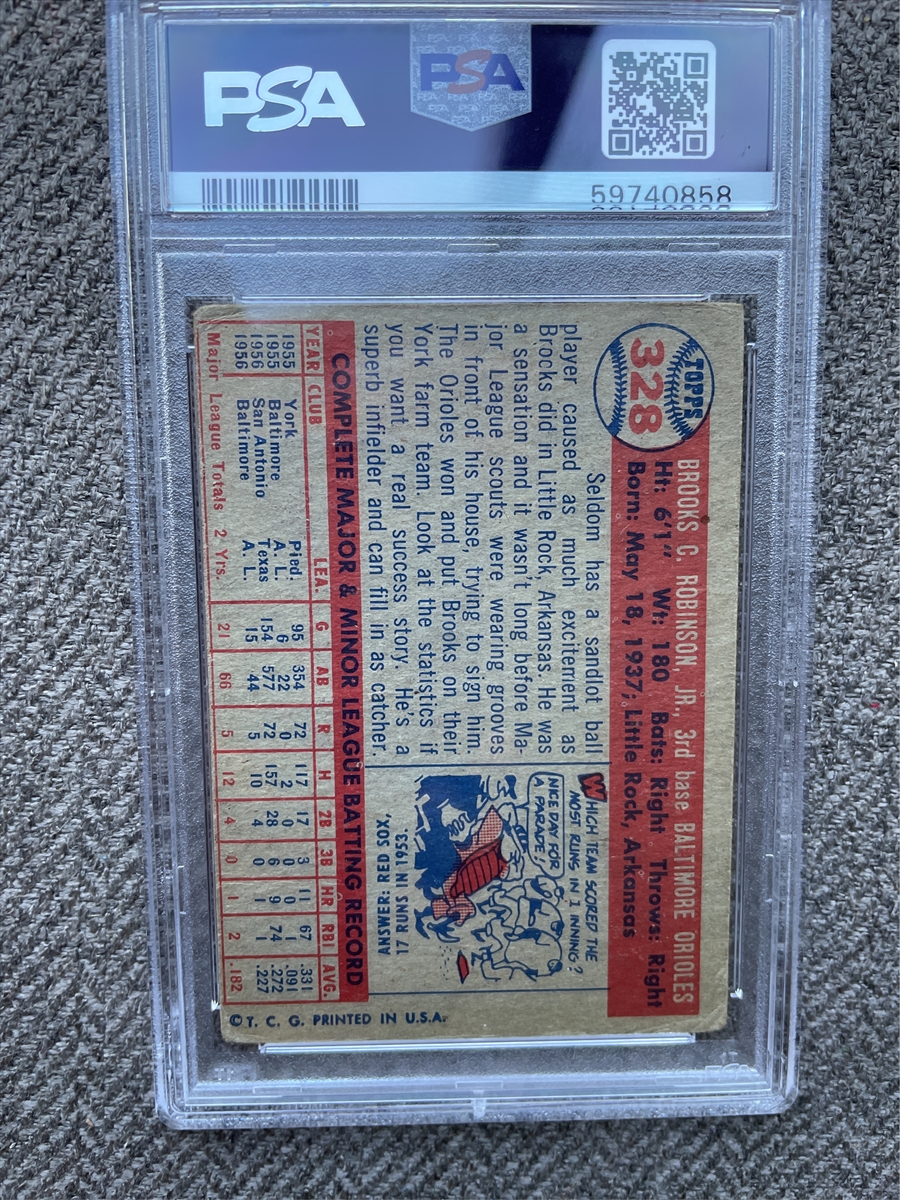 PSA
PSA
59740858
TOPPS
328
BROOKS C. ROBINSON, JR., 3rd base BALTIMORE ORIOLES
Ht: 6'1" Wt: 180 Bats: Right Throws: Right
Born: May 18, 1937; Little Rock, Arkansas
Seldom has a sandlot ball
player caused as much excitement as
Brooks did in Little Rock, Arkansas. He was
a sensation and it wasn't long before Ma-
jor League scouts were wearing grooves
in front of his house, trying to sign him.
The Orioles won and put Brooks on their
York farm team. Look at the statistics if
you want a real success story. He's a
superb infielder and can fill in as catcher.
WHICH TEAM SCORED THE
MOST RUNS IN 1 INNING?
NICE DAY FOR
A PARADE!
ANSWER: RED SOX,
17 RUNS IN 1953.
COMPLETE MAJOR & MINOR LEAGUE BATTING RECORD
YEAR CLUB LEA. G AB R H 2B 3B HR RBI AVG.
1955 York Pied. 95 354 72 117 17 3 11 67 .331
1955 Baltimore A. L. 6 22 0 2 0 0 0 1 .091
1956 San Antonio Texas 154 577 72 157 28 6 9 74 .272
1956 Baltimore A. L. 15 44 5 10 4 0 1 1 .227
Major League Totals 2 Yrs. 21 66 5 12 4 0 1 2 .182
© T. C. G. PRINTED IN U.S.A.